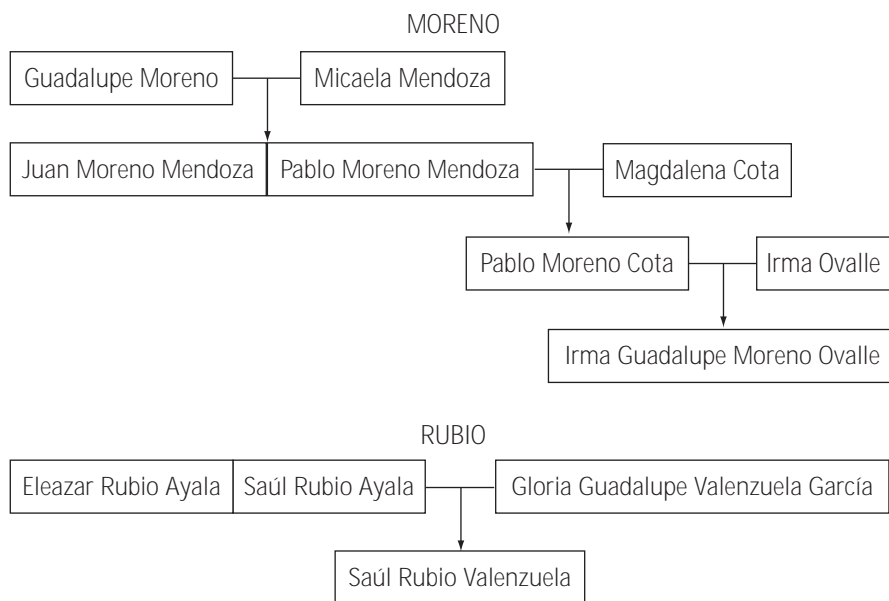 MORENO
Guadalupe Moreno Micaela Mendoza
Juan Moreno Mendoza Pablo Moreno Mendoza Magdalena Cota
Pablo Moreno Cota Irma Ovalle
Irma Guadalupe Moreno Ovalle
RUBIO
Eleazar Rubio Ayala Saúl Rubio Ayala Gloria Guadalupe Valenzuela García
Saúl Rubio Valenzuela